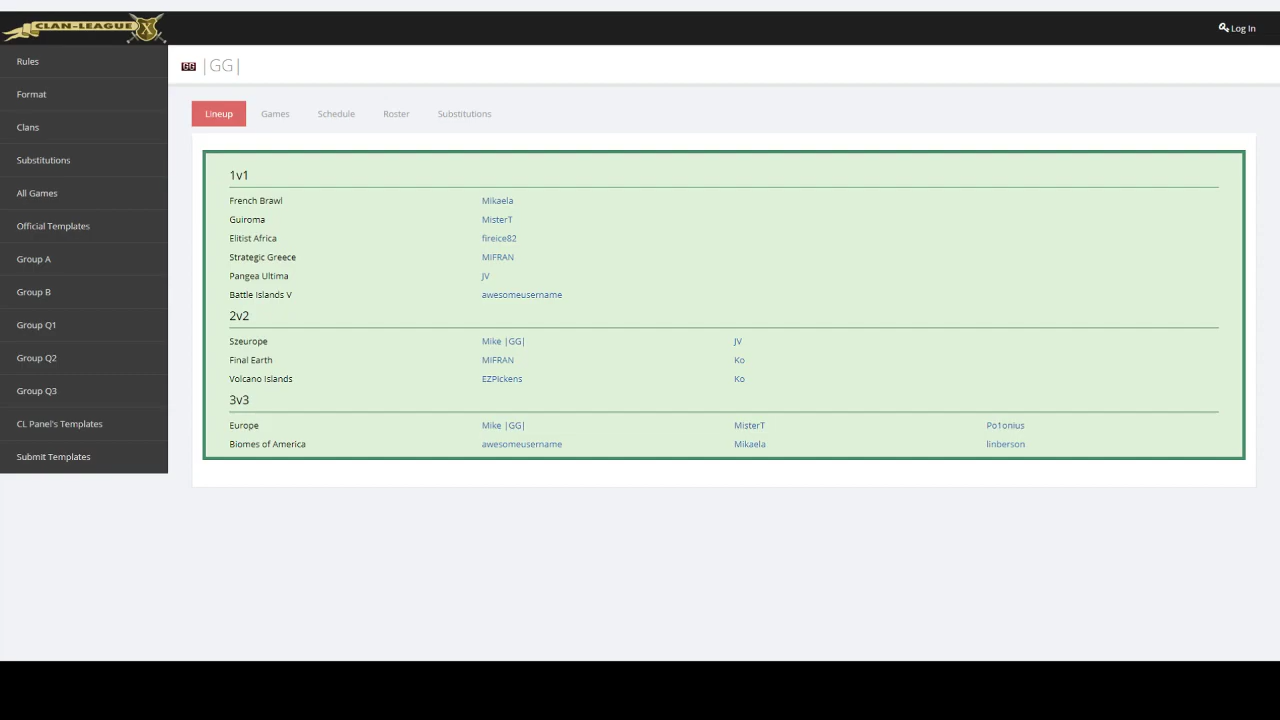 CLAN-LEAGUE X
Log In
Rules
Format
Clans
Substitutions
All Games
Official Templates
Group A
Group B
Group Q1
Group Q2
Group Q3
CL Panel's Templates
Submit Templates
GG |GG|
Lineup Games Schedule Roster Substitutions
1v1
French Brawl Mikaela
Guiroma MisterT
Elitist Africa fireice82
Strategic Greece MIFRAN
Pangea Ultima JV
Battle Islands V awesomeusername
2v2
Szeurope Mike |GG| JV
Final Earth MIFRAN Ko
Volcano Islands EZPickens Ko
3v3
Europe Mike |GG| MisterT Po1onius
Biomes of America awesomeusername Mikaela linberson